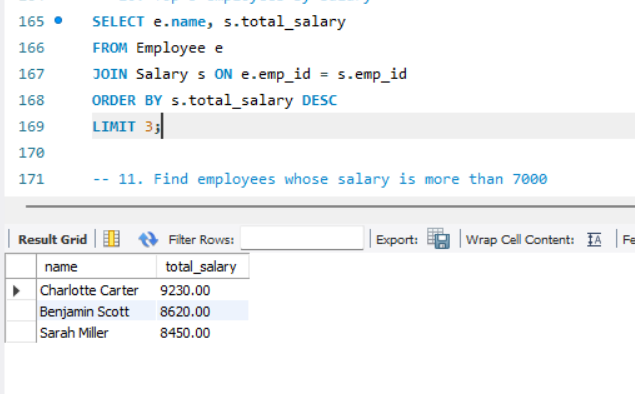 165 SELECT e.name, s.total_salary
166 FROM Employee e
167 JOIN Salary s ON e.emp_id = s.emp_id
168 ORDER BY s.total_salary DESC
169 LIMIT 3;
170
171 -- 11. Find employees whose salary is more than 7000
Result Grid Filter Rows: Export: Wrap Cell Content: IA
name total_salary
Charlotte Carter 9230.00
Benjamin Scott 8620.00
Sarah Miller 8450.00